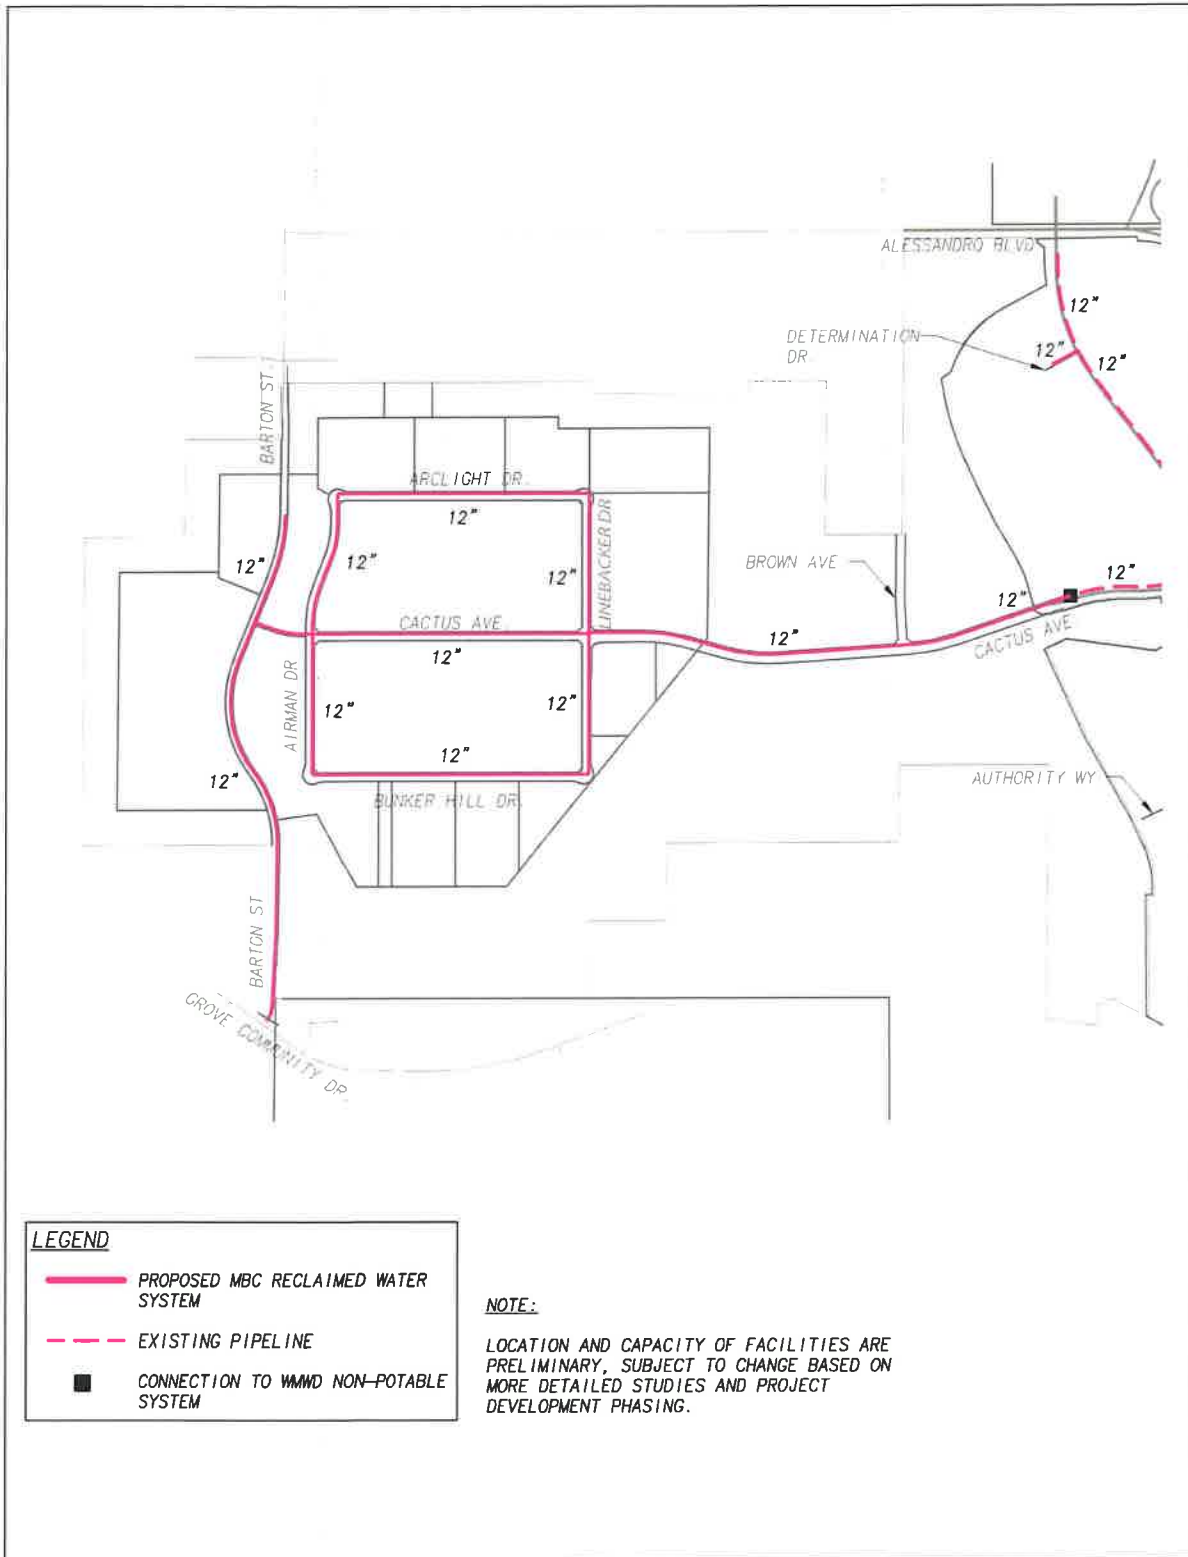 ALESSANDRO BLVD
12"
DETERMINATION
DR.
12"
12"
BARTON ST.
ARCLIGHT DR.
12"
LINEBACKER DR
12"
12"
12"
BROWN AVE
12"
12"
CACTUS AVE.
12"
12"
CACTUS AVE
AIRMAN DR
12"
12"
12"
12"
AUTHORITY WY
BUNKER HILL DR.
BARTON ST
GROVE COMMUNITY DR.
LEGEND
PROPOSED MBC RECLAIMED WATER
SYSTEM
EXISTING PIPELINE
CONNECTION TO WMWD NON-POTABLE
SYSTEM
NOTE:
LOCATION AND CAPACITY OF FACILITIES ARE
PRELIMINARY, SUBJECT TO CHANGE BASED ON
MORE DETAILED STUDIES AND PROJECT
DEVELOPMENT PHASING.